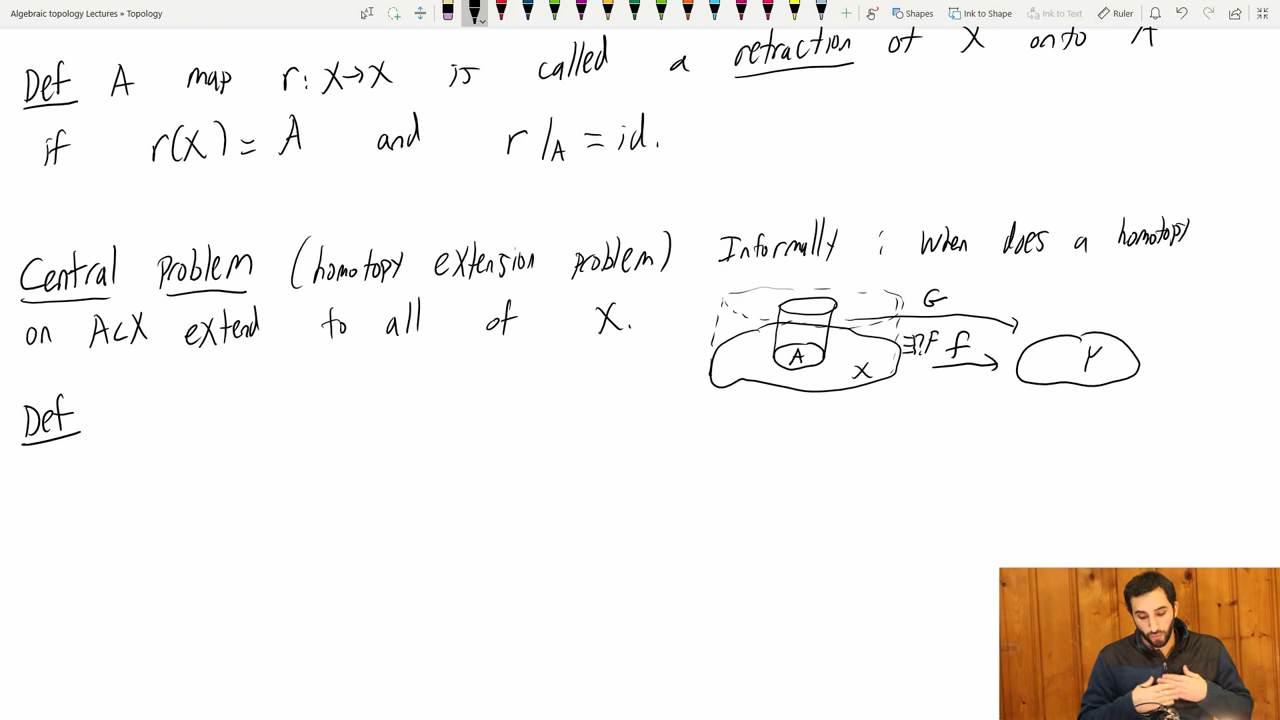 Algebraic topology Lectures » Topology
Shapes
Ink to Shape
Ink to Text
Ruler
Def A map r: X→X is called a retraction of X onto A
if r(X) = A and r|A = id.
Central Problem (homotopy extension problem) Informally : when does a homotopy
on A⊂X extend to all of X.
G
∃?F f
A
X
Y
Def